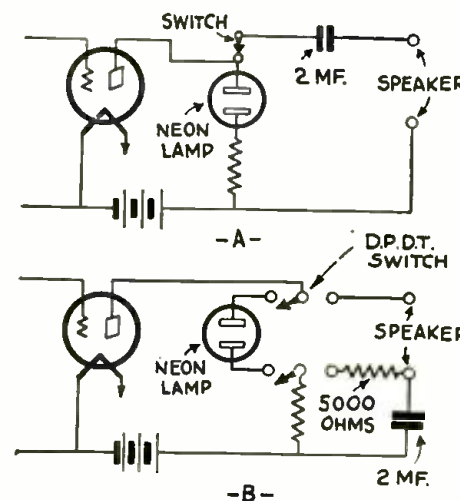 SWITCH
2 MF.
SPEAKER
NEON
LAMP
-A-
D.P.D.T.
SWITCH
SPEAKER
NEON
LAMP
5000
OHMS
2 MF.
-B-